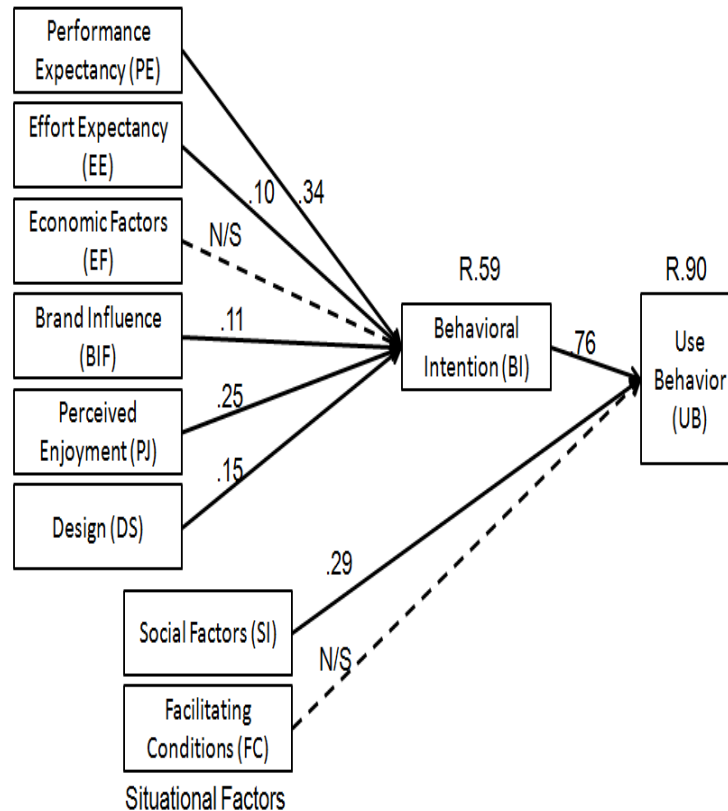 Performance
Expectancy (PE)
Effort Expectancy
(EE)
.10
.34
Economic Factors
(EF)
N/S
R.59
R.90
Brand Influence
(BIF)
.11
Behavioral
Intention (BI)
.76
Use
Behavior
(UB)
Perceived
Enjoyment (PJ)
.25
.15
Design (DS)
.29
Social Factors (SI)
N/S
Facilitating
Conditions (FC)
Situational Factors